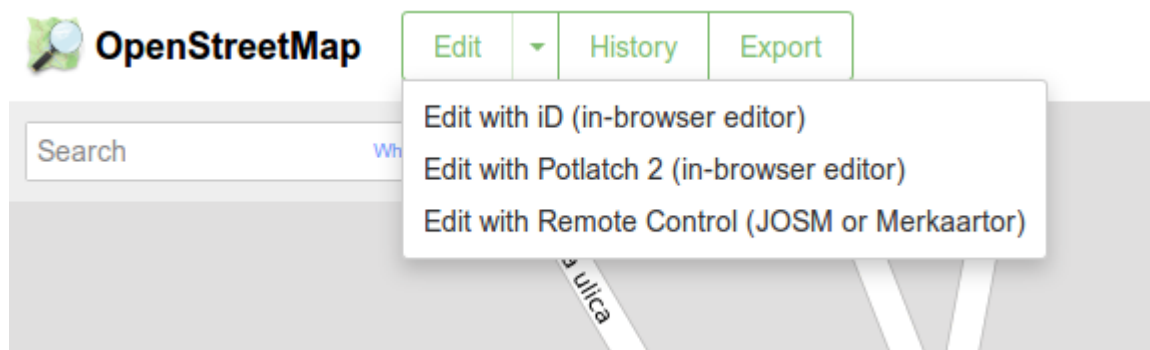 OpenStreetMap Edit History Export
Edit with iD (in-browser editor)
Search
Edit with Potlatch 2 (in-browser editor)
Edit with Remote Control (JOSM or Merkaartor)
ulica